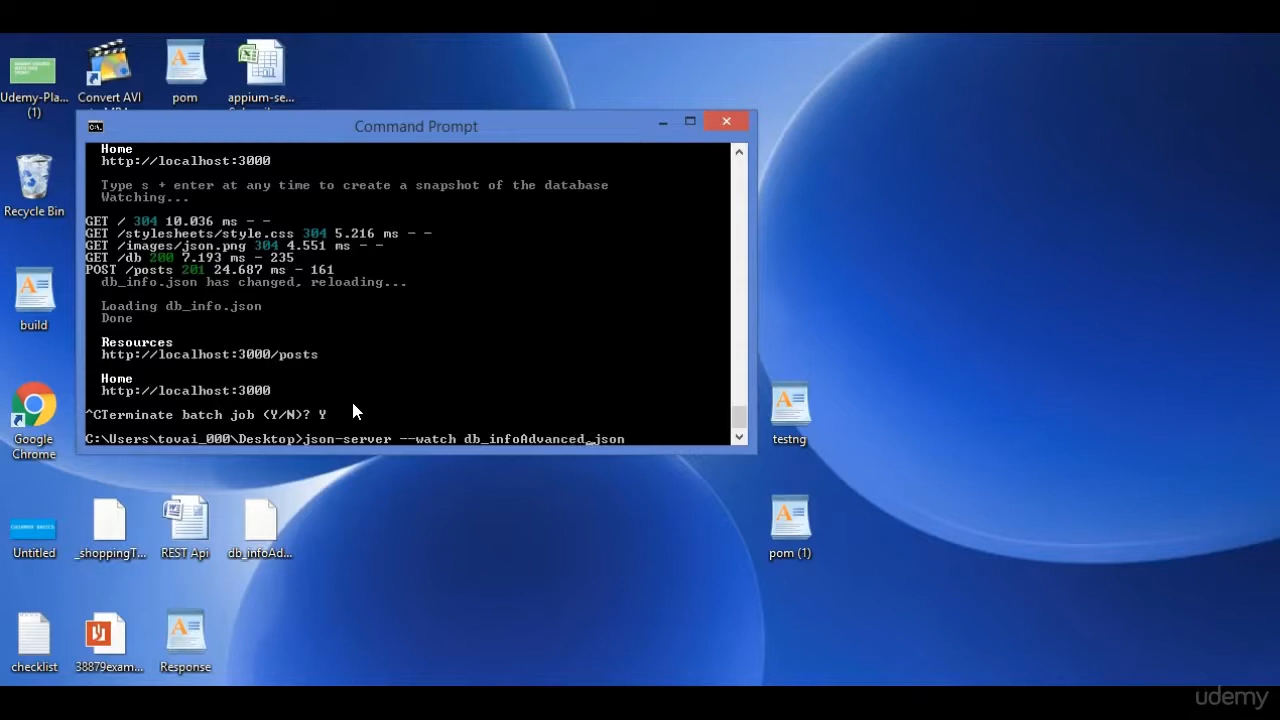 Udemy-Pla...
(1)
Convert AVI
pom
appium-se...
Command Prompt
Home
http://localhost:3000
Type s + enter at any time to create a snapshot of the database
Watching...
GET / 304 10.036 ms - -
GET /stylesheets/style.css 304 5.216 ms - -
GET /images/json.png 304 4.551 ms - -
GET /db 200 7.193 ms - 235
POST /posts 201 24.687 ms - 161
db_info.json has changed, reloading...
Loading db_info.json
Done
Resources
http://localhost:3000/posts
Home
http://localhost:3000
^CTerminate batch job (Y/N)? Y
C:\Users\tovai_000\Desktop>json-server --watch db_infoAdvanced.json
Recycle Bin
build
Google
Chrome
testng
Untitled
_shoppingT...
REST Api
db_infoAd...
pom (1)
checklist
38879exam...
Response
udemy